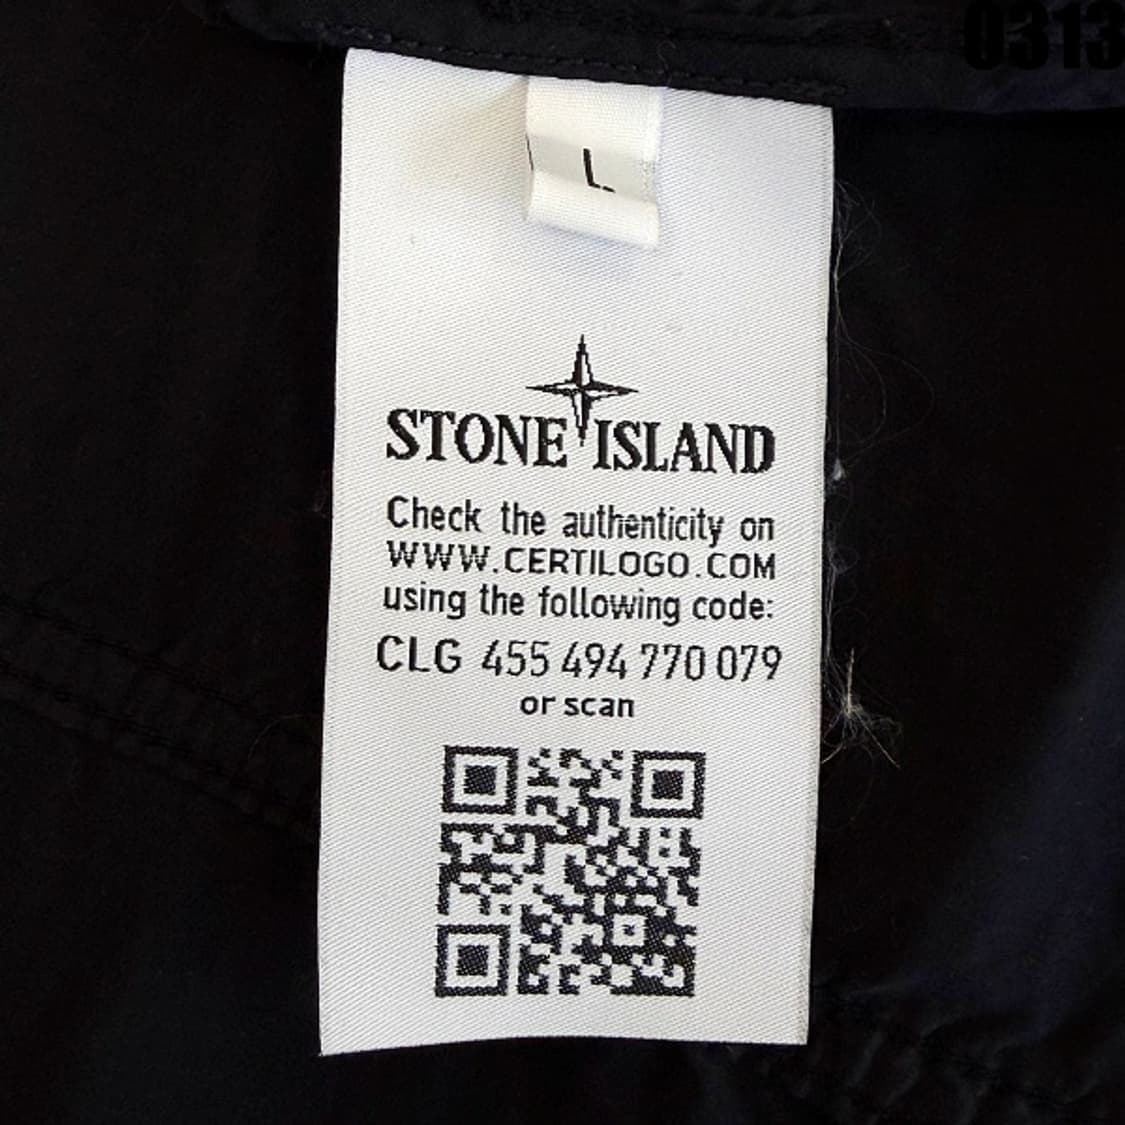 0313
L.
STONE ISLAND
Check the authenticity on
WWW.CERTILOGO.COM
using the following code:
CLG 455 494 770 079
or scan